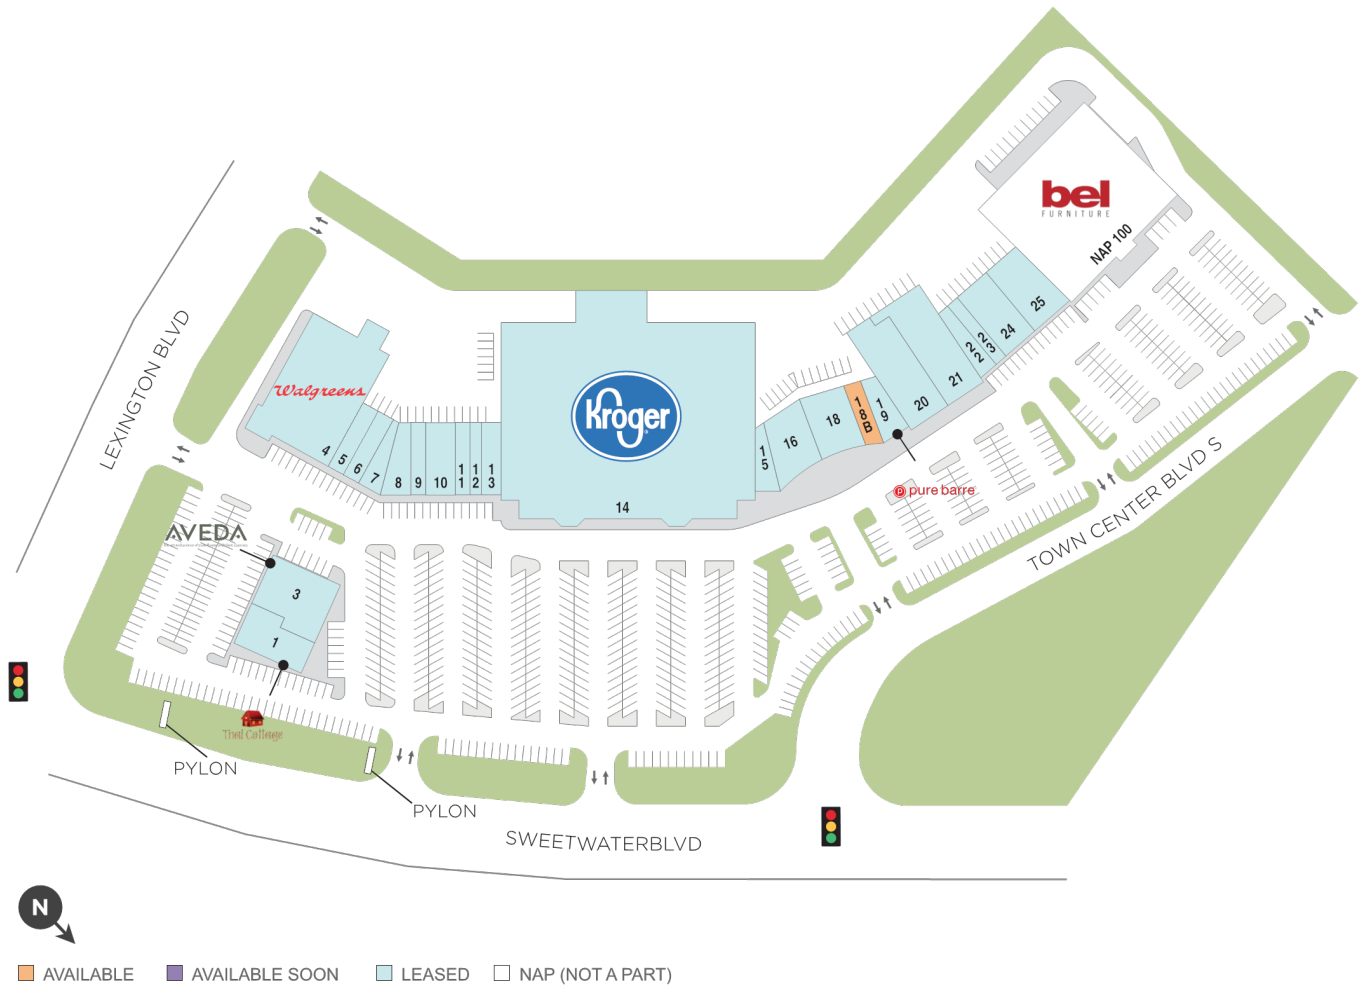 bel
FURNITURE
NAP 100
LEXINGTON BLVD
Walgreens
4
5
6
7
8
9
10
11
12
13
Kroger
14
15
16
18
18B
19
20
21
22
23
24
25
pure barre
TOWN CENTER BLVD S
AVEDA
3
1
Thai Cottage
PYLON
PYLON
SWEETWATERBLVD
N
AVAILABLE
AVAILABLE SOON
LEASED
NAP (NOT A PART)